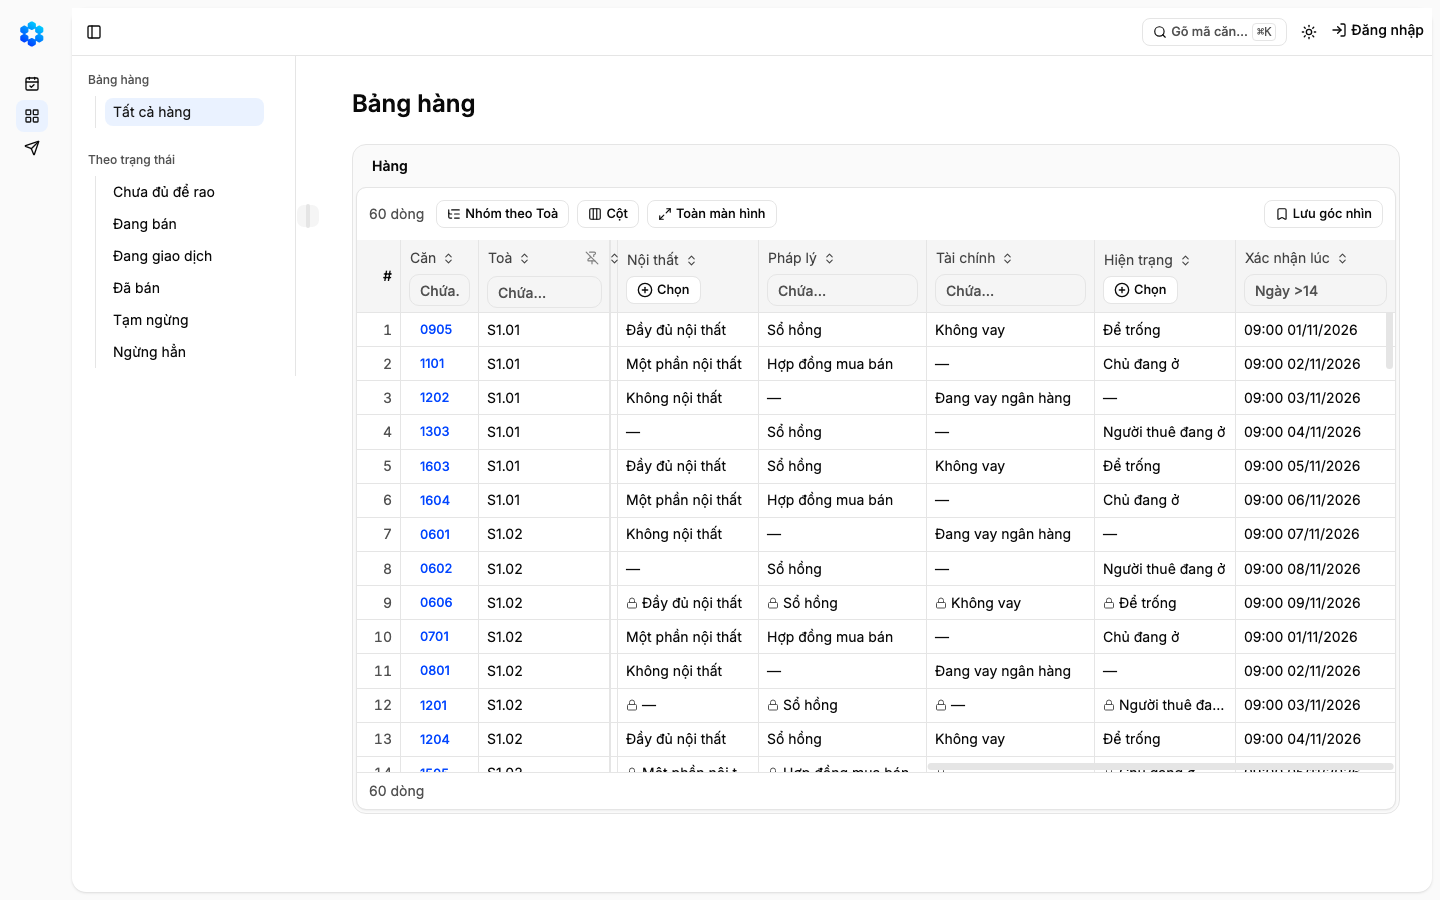 Gõ mã căn... ⌘K
Đăng nhập
Bảng hàng
Tất cả hàng
Theo trạng thái
Chưa đủ để rao
Đang bán
Đang giao dịch
Đã bán
Tạm ngừng
Ngừng hẳn
Bảng hàng
Hàng
60 dòng Nhóm theo Toà Cột Toàn màn hình Lưu góc nhìn
# Căn Toà Nội thất Pháp lý Tài chính Hiện trạng Xác nhận lúc
Chứa. Chứa... Chọn Chứa... Chứa... Chọn Ngày >14
1 0905 S1.01 Đầy đủ nội thất Sổ hồng Không vay Để trống 09:00 01/11/2026
2 1101 S1.01 Một phần nội thất Hợp đồng mua bán — Chủ đang ở 09:00 02/11/2026
3 1202 S1.01 Không nội thất — Đang vay ngân hàng — 09:00 03/11/2026
4 1303 S1.01 — Sổ hồng — Người thuê đang ở 09:00 04/11/2026
5 1603 S1.01 Đầy đủ nội thất Sổ hồng Không vay Để trống 09:00 05/11/2026
6 1604 S1.01 Một phần nội thất Hợp đồng mua bán — Chủ đang ở 09:00 06/11/2026
7 0601 S1.02 Không nội thất — Đang vay ngân hàng — 09:00 07/11/2026
8 0602 S1.02 — Sổ hồng — Người thuê đang ở 09:00 08/11/2026
9 0606 S1.02 Đầy đủ nội thất Sổ hồng Không vay Để trống 09:00 09/11/2026
10 0701 S1.02 Một phần nội thất Hợp đồng mua bán — Chủ đang ở 09:00 01/11/2026
11 0801 S1.02 Không nội thất — Đang vay ngân hàng — 09:00 02/11/2026
12 1201 S1.02 — Sổ hồng — Người thuê đa... 09:00 03/11/2026
13 1204 S1.02 Đầy đủ nội thất Sổ hồng Không vay Để trống 09:00 04/11/2026
60 dòng